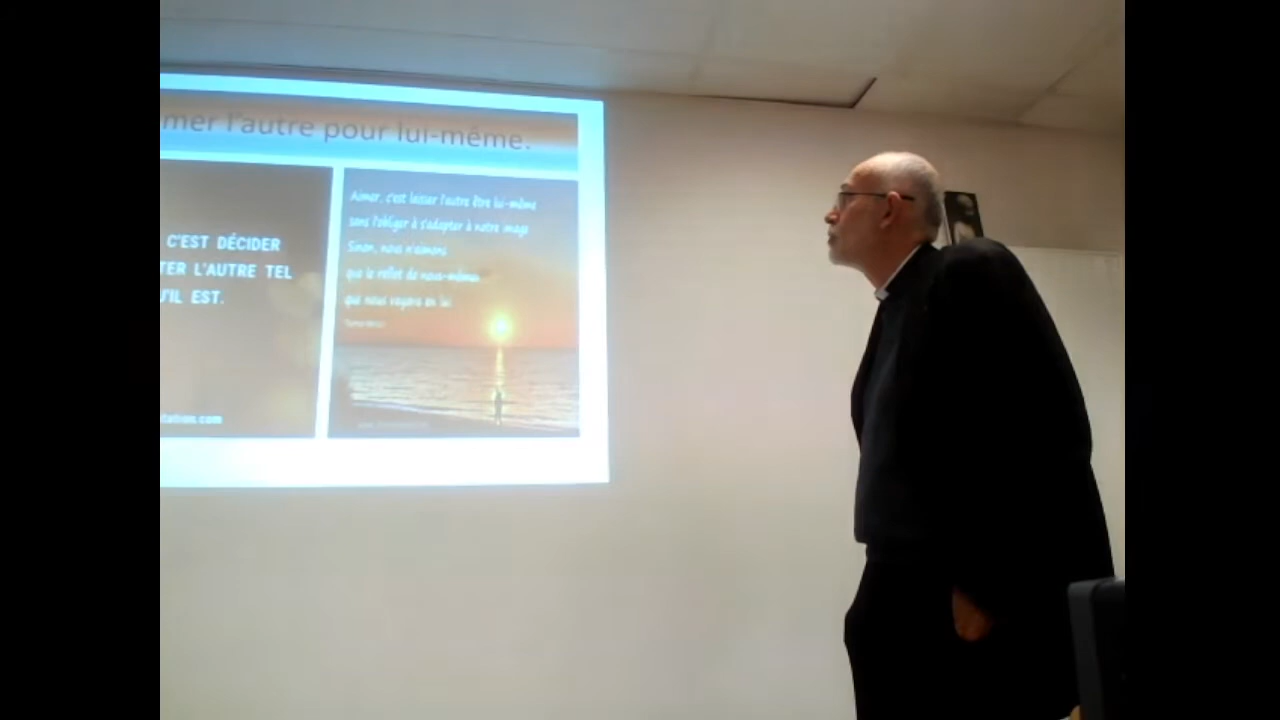 mer l'autre pour lui-même.
C'EST DÉCIDER
TER L'AUTRE TEL
'IL EST.
tation.com
Aimer, c'est laisser l'autre être lui-même
sans l'obliger à s'adapter à notre image
Sinon, nous n'aimons
que le reflet de nous-mêmes
que nous voyons en lui